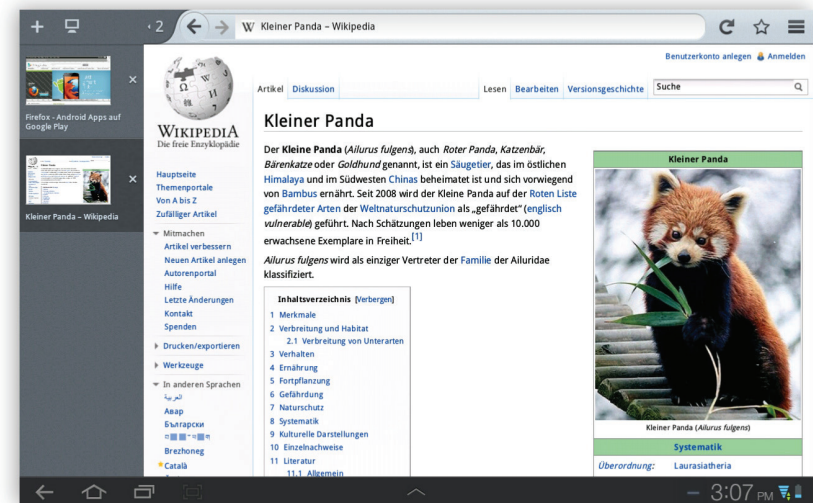 2
W Kleiner Panda – Wikipedia
Firefox - Android Apps auf
Google Play
Kleiner Panda – Wikipedia
WIKIPEDIA
Die freie Enzyklopädie
Hauptseite
Themenportale
Von A bis Z
Zufälliger Artikel
Mitmachen
Artikel verbessern
Neuen Artikel anlegen
Autorenportal
Hilfe
Letzte Änderungen
Kontakt
Spenden
Drucken/exportieren
Werkzeuge
In anderen Sprachen
العربية
Авар
Български
Brezhoneg
Català
Benutzerkonto anlegen Anmelden
Artikel Diskussion Lesen Bearbeiten Versionsgeschichte Suche
Kleiner Panda
Der Kleine Panda (Ailurus fulgens), auch Roter Panda, Katzenbär,
Bärenkatze oder Goldhund genannt, ist ein Säugetier, das im östlichen
Himalaya und im Südwesten Chinas beheimatet ist und sich vorwiegend
von Bambus ernährt. Seit 2008 wird der Kleine Panda auf der Roten Liste
gefährdeter Arten der Weltnaturschutzunion als „gefährdet“ (englisch
vulnerable) geführt. Nach Schätzungen leben weniger als 10.000
erwachsene Exemplare in Freiheit.[1]
Ailurus fulgens wird als einziger Vertreter der Familie der Ailuridae
klassifiziert.
Inhaltsverzeichnis [Verbergen]
1 Merkmale
2 Verbreitung und Habitat
2.1 Verbreitung von Unterarten
3 Verhalten
4 Ernährung
5 Fortpflanzung
6 Gefährdung
7 Naturschutz
8 Systematik
9 Kulturelle Darstellungen
10 Einzelnachweise
11 Literatur
11.1 Allgemein
Kleiner Panda
Kleiner Panda (Ailurus fulgens)
Systematik
Überordnung: Laurasiatheria
3:07 PM